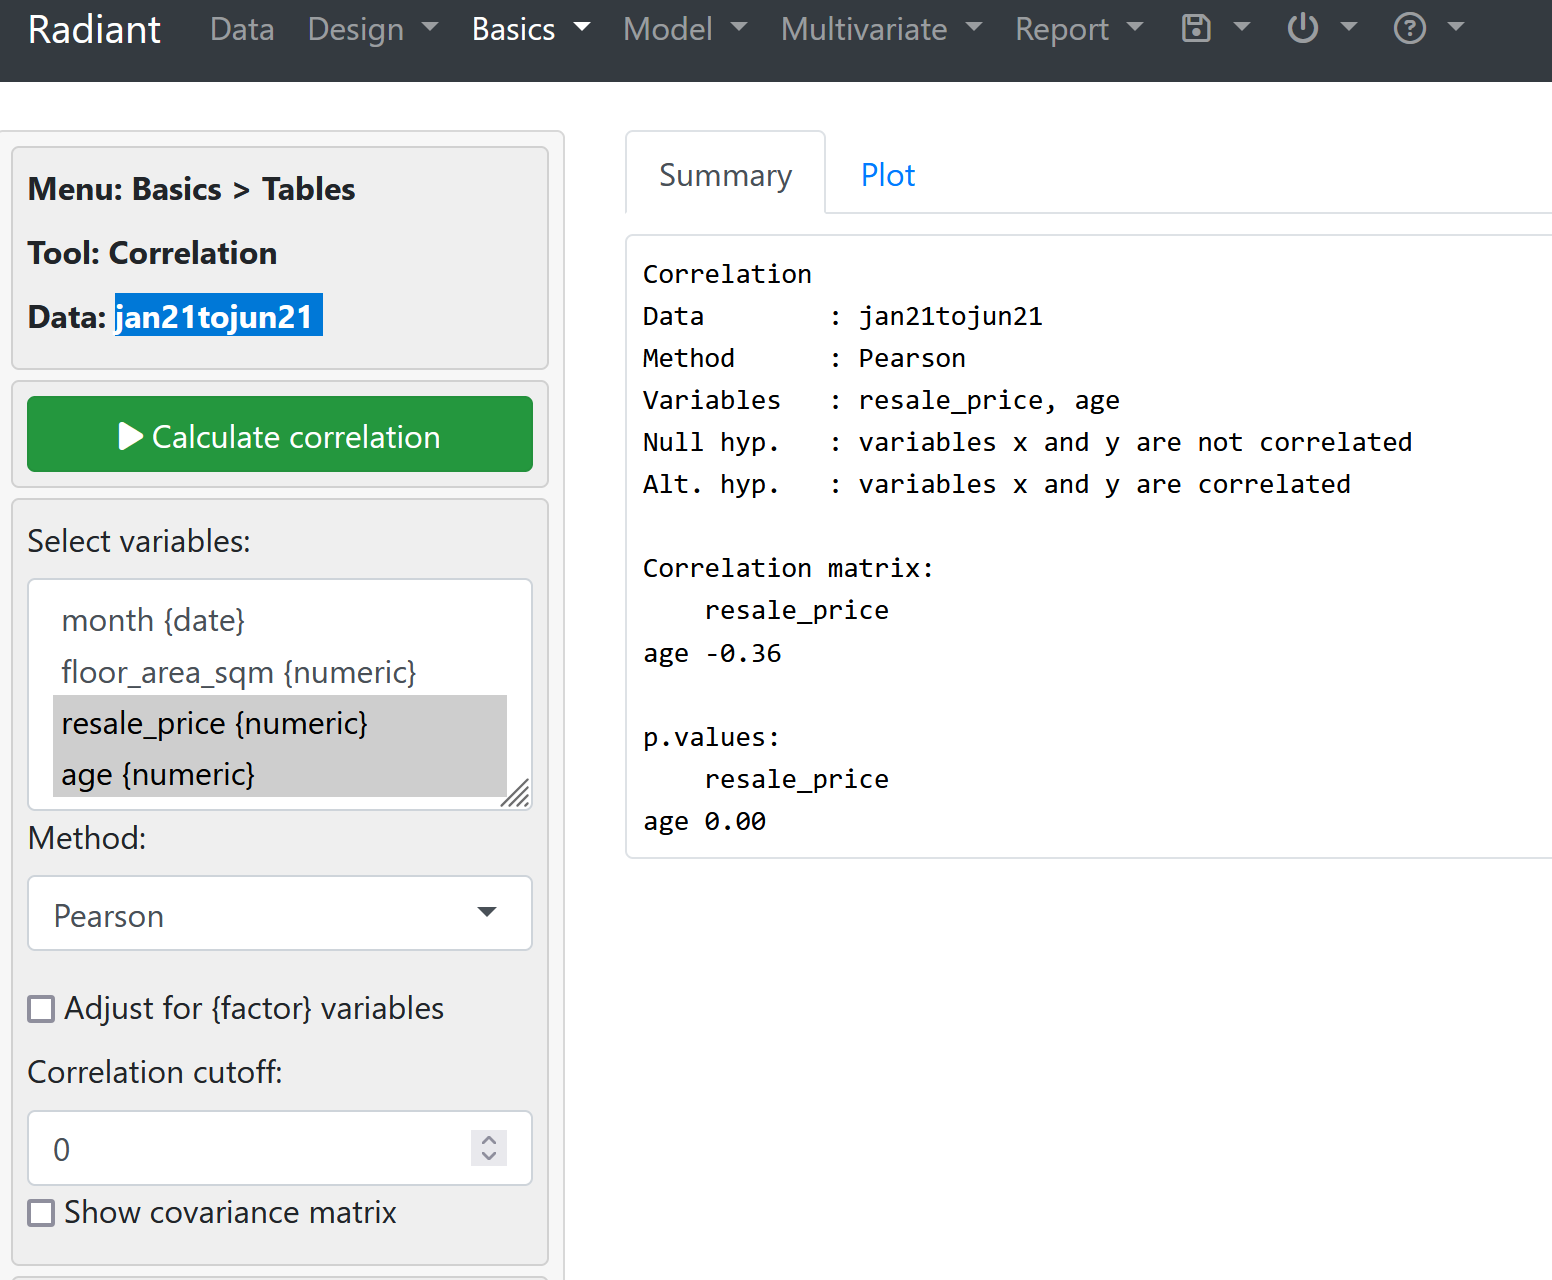 Radiant Data Design Basics Model Multivariate Report
Menu: Basics > Tables
Tool: Correlation
Data: jan21tojun21
Calculate correlation
Select variables:
month {date}
floor_area_sqm {numeric}
resale_price {numeric}
age {numeric}
Method:
Pearson
Adjust for {factor} variables
Correlation cutoff:
0
Show covariance matrix
Summary Plot
Correlation
Data        : jan21tojun21
Method      : Pearson
Variables   : resale_price, age
Null hyp.   : variables x and y are not correlated
Alt. hyp.   : variables x and y are correlated
Correlation matrix:
    resale_price
age -0.36
p.values:
    resale_price
age 0.00